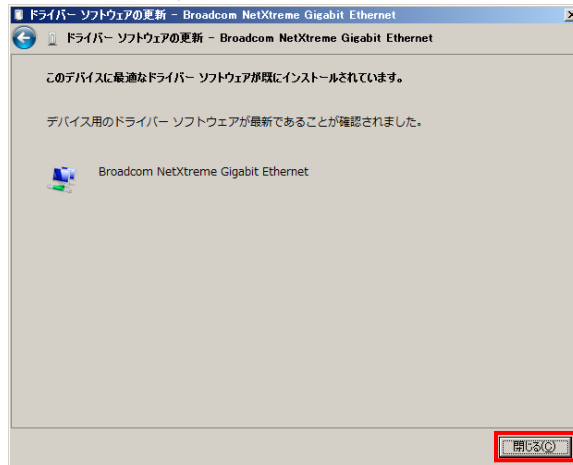 ドライバー ソフトウェアの更新 - Broadcom NetXtreme Gigabit Ethernet
ドライバー ソフトウェアの更新 - Broadcom NetXtreme Gigabit Ethernet
このデバイスに最適なドライバー ソフトウェアが既にインストールされています。
デバイス用のドライバー ソフトウェアが最新であることが確認されました。
Broadcom NetXtreme Gigabit Ethernet
閉じる(C)